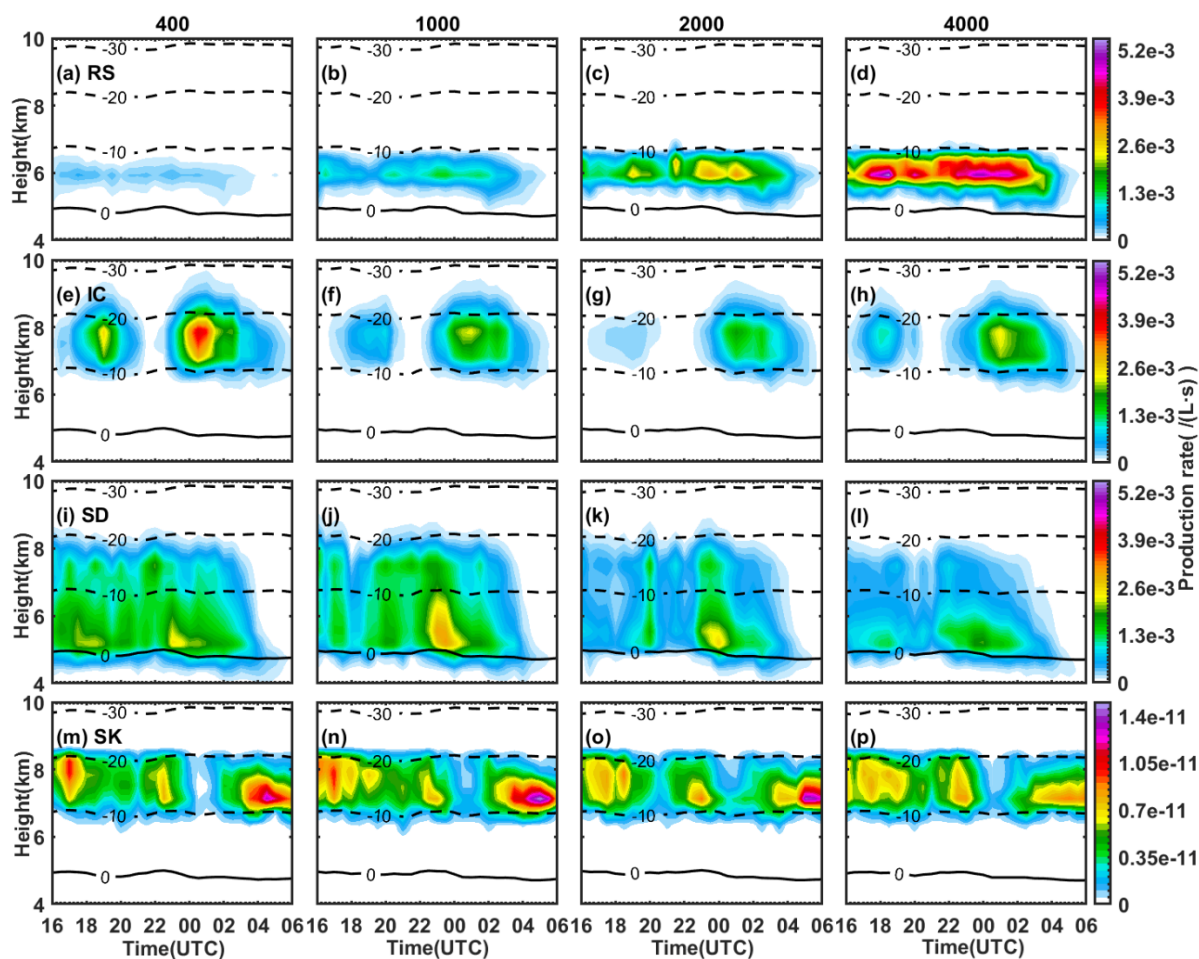 400 1000 2000 4000
10 -30 -30 -30 -30 5.2e-3
(a) RS (b) (c) (d)
8 -20 -20 -20 -20 3.9e-3
Height(km)
-10 -10 -10 -10 2.6e-3
6
1.3e-3
0 0 0 0
4 0
10 -30 -30 -30 -30 5.2e-3
(e) IC (f) (g) (h)
8 -20 -20 -20 -20 3.9e-3
Height(km)
-10 -10 -10 -10 2.6e-3
6
1.3e-3
0 0 0 0
4 0
Production rate( /(L·s) )
10 -30 -30 -30 -30 5.2e-3
(i) SD (j) (k) (l)
8 -20 -20 -20 -20 3.9e-3
Height(km)
-10 -10 -10 -10 2.6e-3
6
1.3e-3
0 0 0 0
4 0
10 -30 -30 -30 -30 1.4e-11
(m) SK (n) (o) (p)
8 -20 -20 -20 -20 1.05e-11
Height(km)
-10 -10 -10 -10 0.7e-11
6
0.35e-11
0 0 0 0
4 0
16 18 20 22 00 02 04 06 16 18 20 22 00 02 04 06 16 18 20 22 00 02 04 06 16 18 20 22 00 02 04 06
Time(UTC) Time(UTC) Time(UTC) Time(UTC)